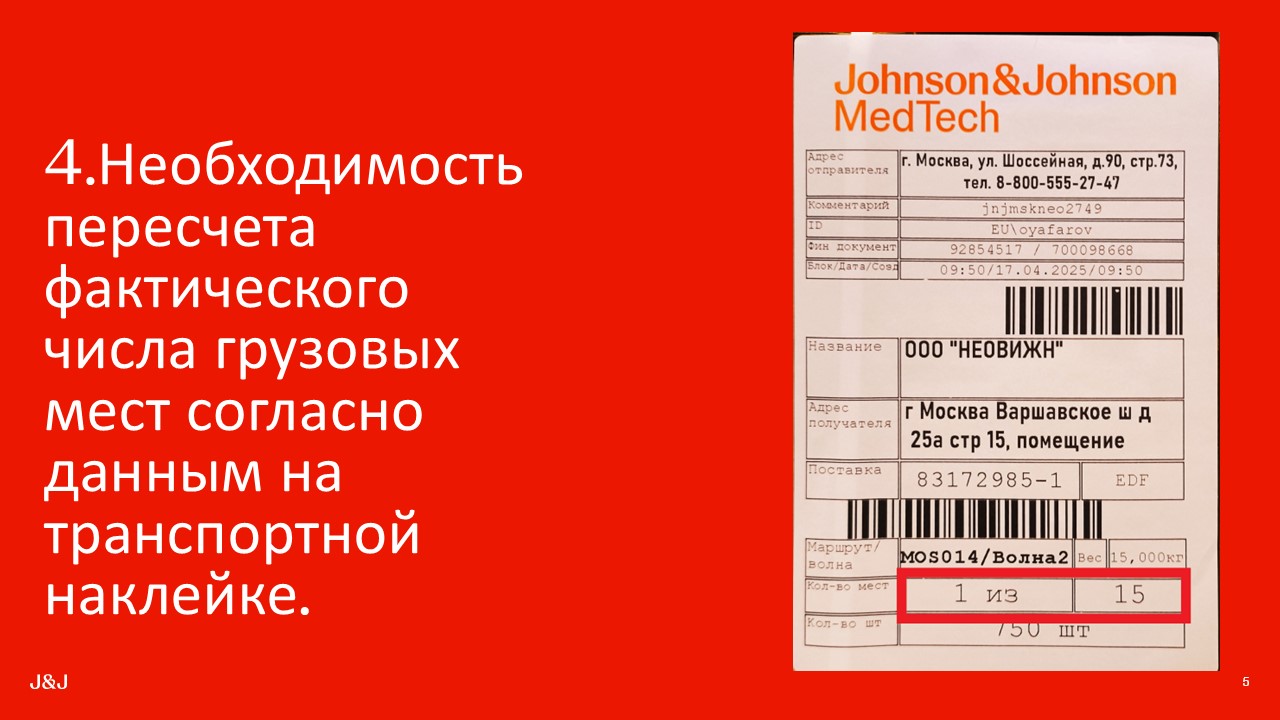 4.Необходимость
пересчета
фактического
числа грузовых
мест согласно
данным на
транспортной
наклейке.
J&J
5
Johnson&Johnson
MedTech
Адрес отправителя
г. Москва, ул. Шоссейная, д.90, стр.73,
тел. 8-800-555-27-47
Комментарий jnjmskneo2749
ID EU\oyafarov
Фин документ 92854517 / 700098668
Блок/Дата/Созд 09:50/17.04.2025/09:50
Название ООО "НЕОВИЖН"
Адрес получателя
г Москва Варшавское ш д
25а стр 15, помещение
Поставка 83172985-1 EDF
Маршрут/волна MOS014/Волна2 Вес 15,000кг
Кол-во мест 1 из 15
Кол-во шт 750 шт